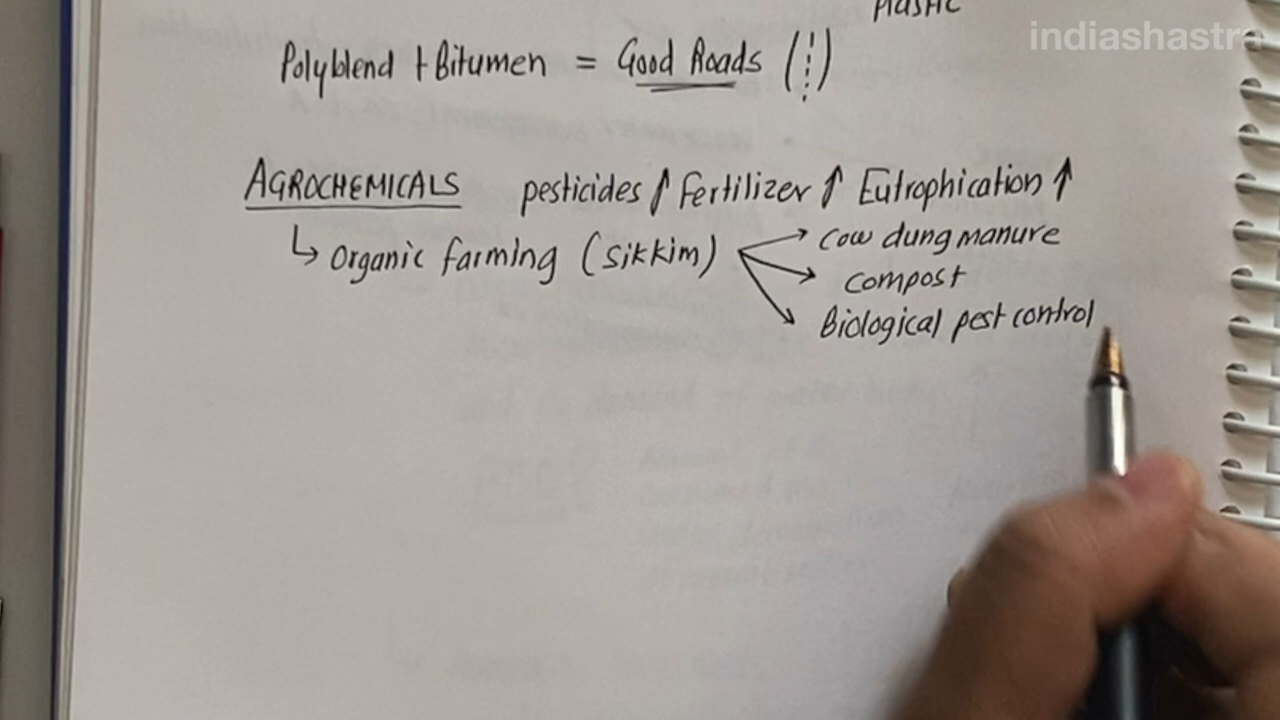 Plastic
indiashastra
Polyblend + Bitumen = Good Roads
AGROCHEMICALS pesticides ↑ Fertilizer ↑ Eutrophication ↑
↳ Organic farming (Sikkim) → Cow dung manure
→ Compost
→ Biological pest control